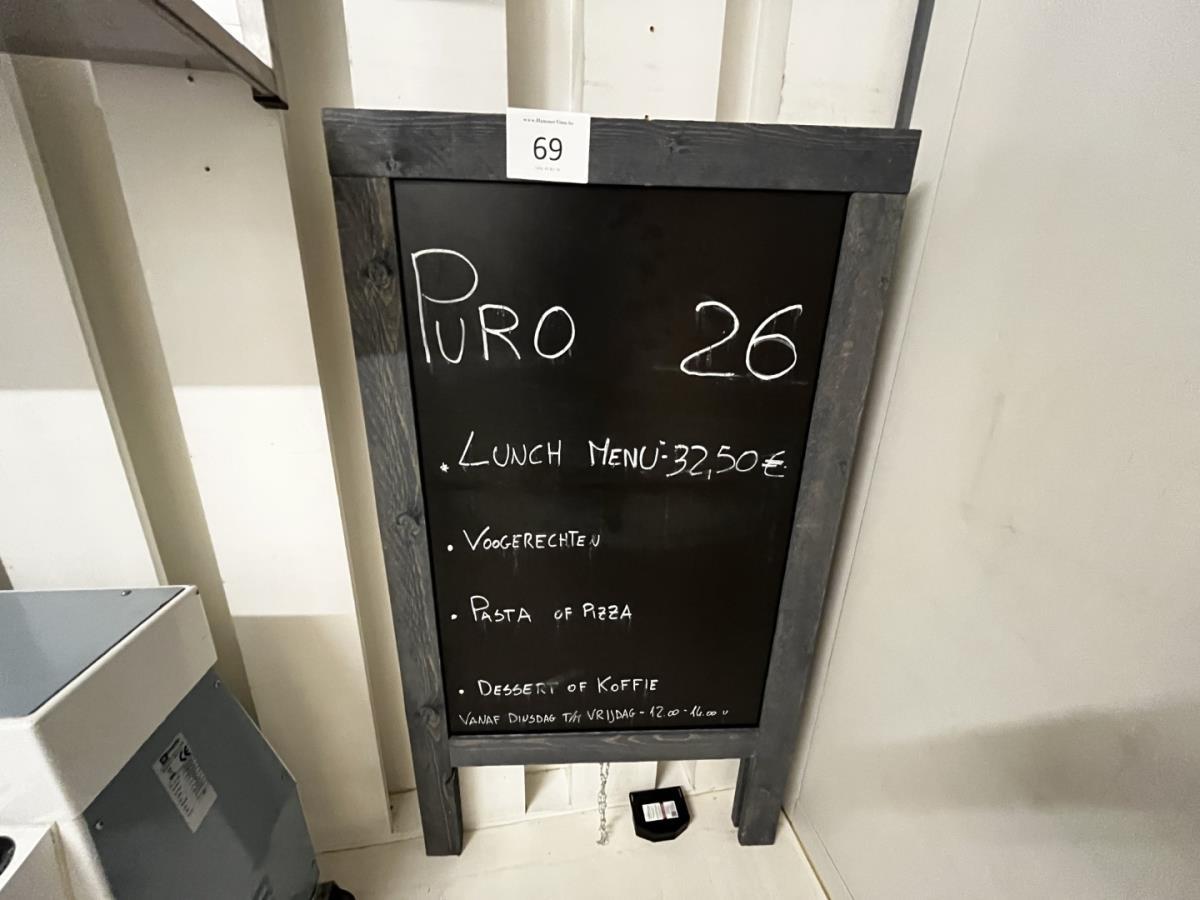 69
PURO 26
* LUNCH MENU: 32,50 €
• VOOGERECHTEN
• PASTA OF PIZZA
• DESSERT OF KOFFIE
VANAF DINSDAG T/M VRIJDAG - 12.00 - 14.00 U